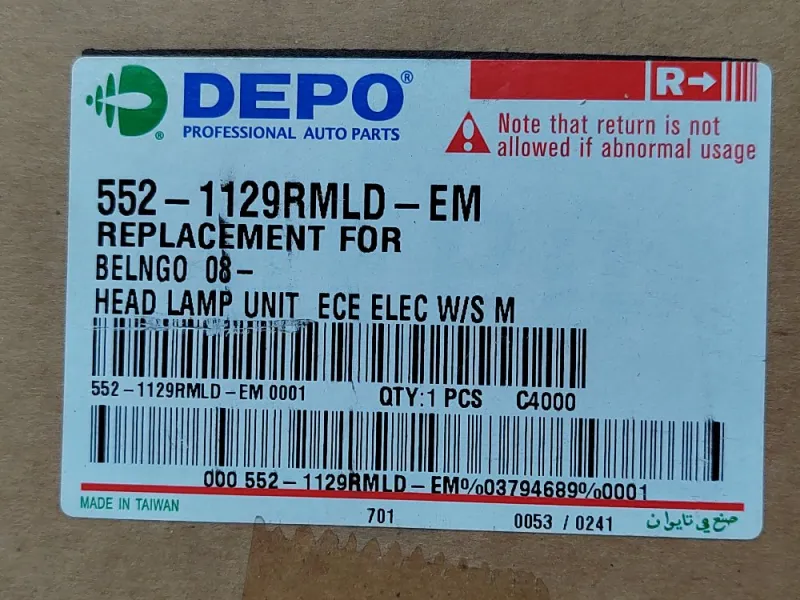 DEPO®
PROFESSIONAL AUTO PARTS
®
R→
Note that return is not
allowed if abnormal usage
552-1129RMLD-EM
REPLACEMENT FOR
BELNGO 08-
HEAD LAMP UNIT ECE ELEC W/S M
552-1129RMLD-EM 0001 QTY:1 PCS C4000
000 552-1129RMLD-EM%03794689%0001
MADE IN TAIWAN 701 0053 / 0241 صنع في تايوان